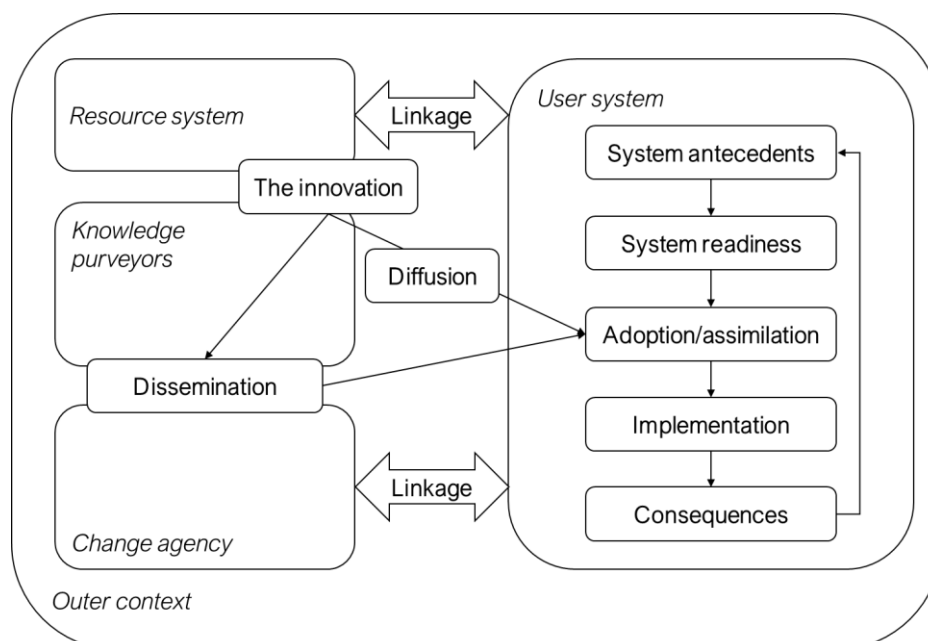 Resource system
Linkage
User system
The innovation
Knowledge
purveyors
Diffusion
Dissemination
System antecedents
System readiness
Adoption/assimilation
Implementation
Consequences
Linkage
Change agency
Outer context